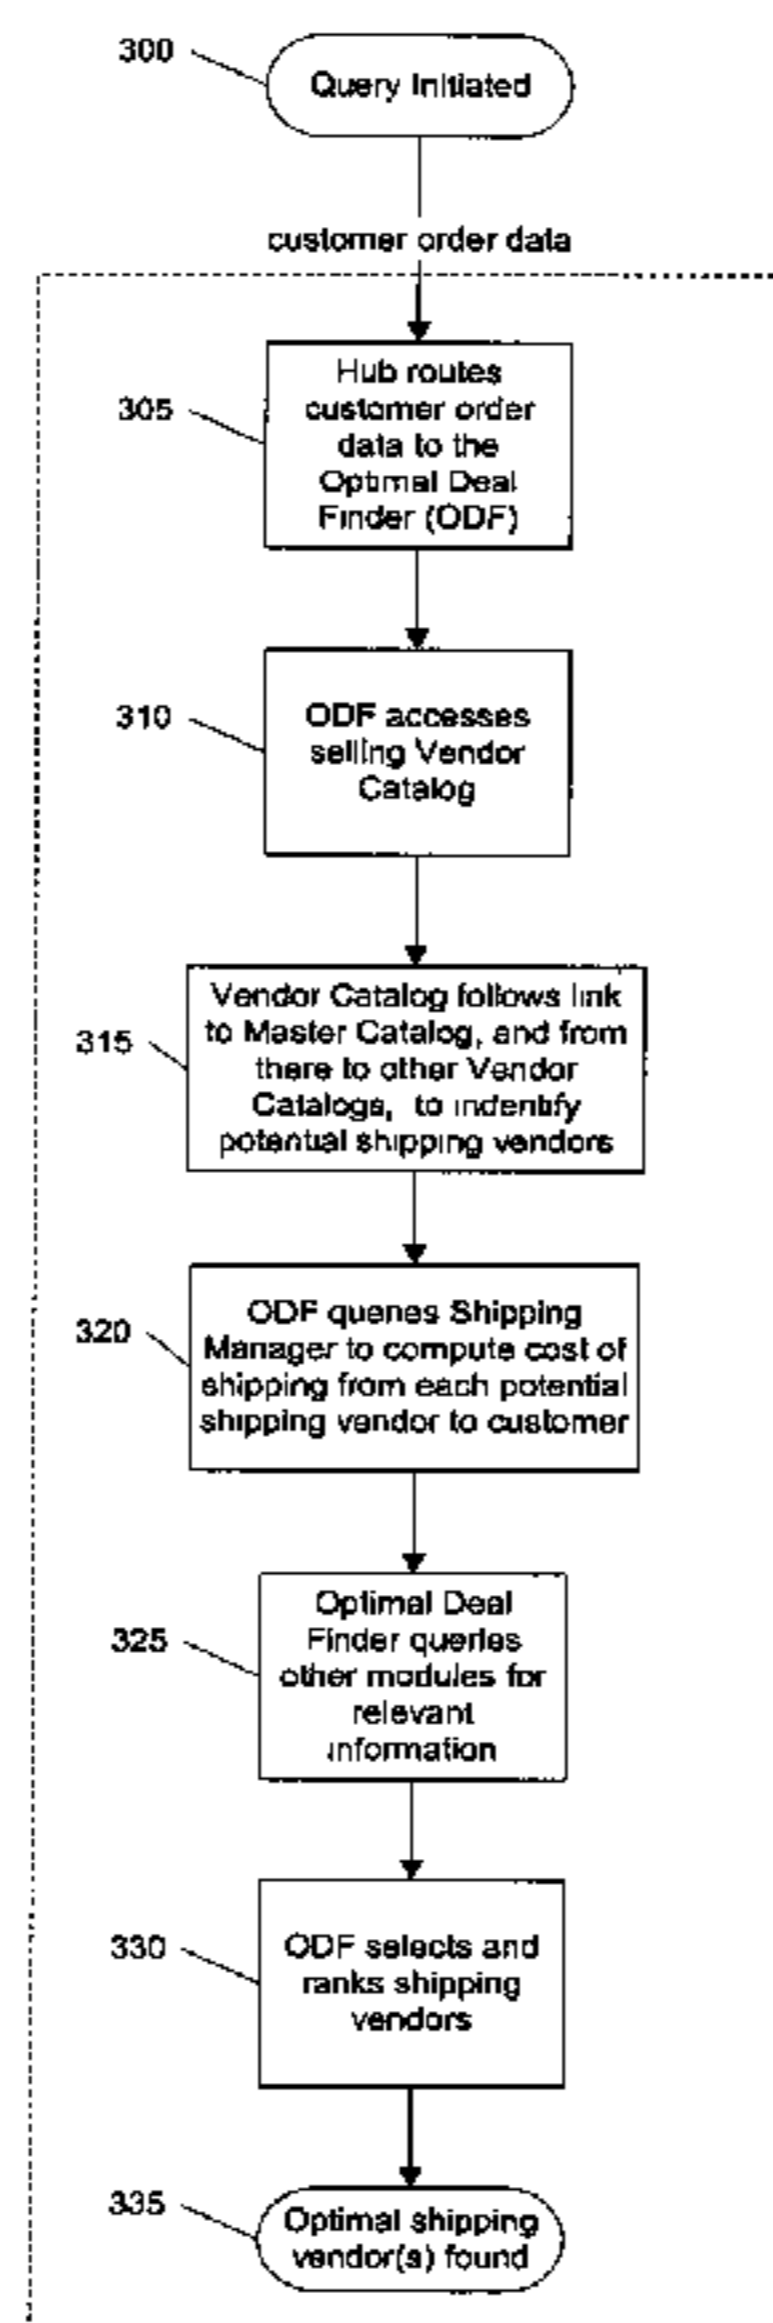 300
Query Initiated
customer order data
305
Hub routes
customer order
data to the
Optimal Deal
Finder (ODF)
310
ODF accesses
selling Vendor
Catalog
315
Vendor Catalog follows link
to Master Catalog, and from
there to other Vendor
Catalogs, to indentify
potential shipping vendors
320
ODF queries Shipping
Manager to compute cost of
shipping from each potential
shipping vendor to customer
325
Optimal Deal
Finder queries
other modules for
relevant
information
330
ODF selects and
ranks shipping
vendors
335
Optimal shipping
vendor(s) found